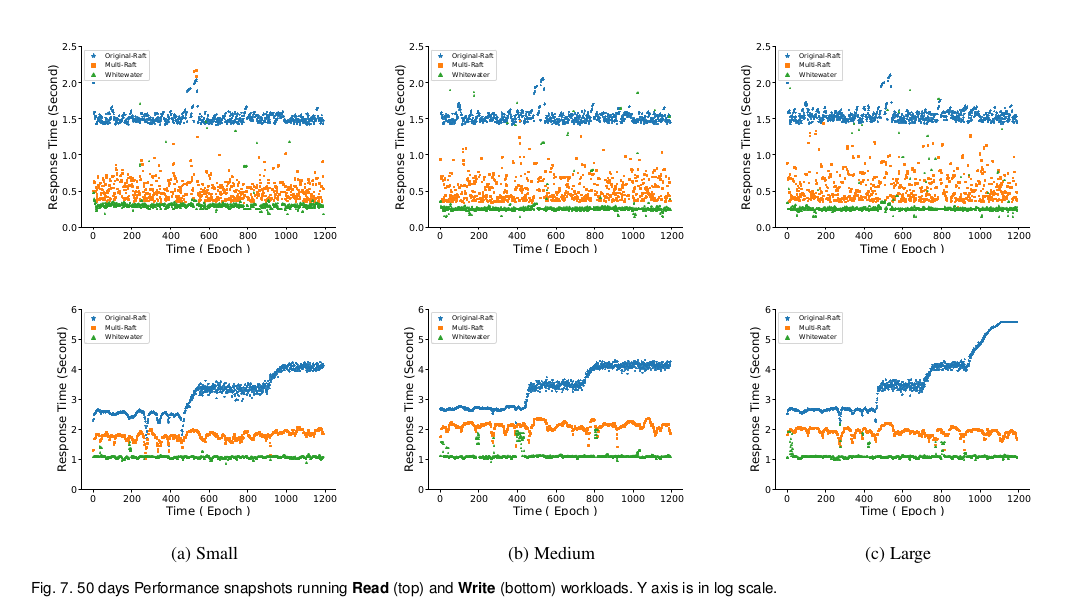 2.5
2.0
1.5
1.0
0.5
0.0
Response Time (Second)
Original-Raft
Multi-Raft
Whitewater
0 200 400 600 800 1000 1200
Time ( Epoch )
2.5
2.0
1.5
1.0
0.5
0.0
Response Time (Second)
Original-Raft
Multi-Raft
Whitewater
0 200 400 600 800 1000 1200
Time ( Epoch )
2.5
2.0
1.5
1.0
0.5
0.0
Response Time (Second)
Original-Raft
Multi-Raft
Whitewater
0 200 400 600 800 1000 1200
Time ( Epoch )
6
5
4
3
2
1
0
Response Time (Second)
Original-Raft
Multi-Raft
Whitewater
0 200 400 600 800 1000 1200
Time ( Epoch )
6
5
4
3
2
1
0
Response Time (Second)
Original-Raft
Multi-Raft
Whitewater
0 200 400 600 800 1000 1200
Time ( Epoch )
6
5
4
3
2
1
0
Response Time (Second)
Original-Raft
Multi-Raft
Whitewater
0 200 400 600 800 1000 1200
Time ( Epoch )
(a) Small
(b) Medium
(c) Large
Fig. 7. 50 days Performance snapshots running Read (top) and Write (bottom) workloads. Y axis is in log scale.